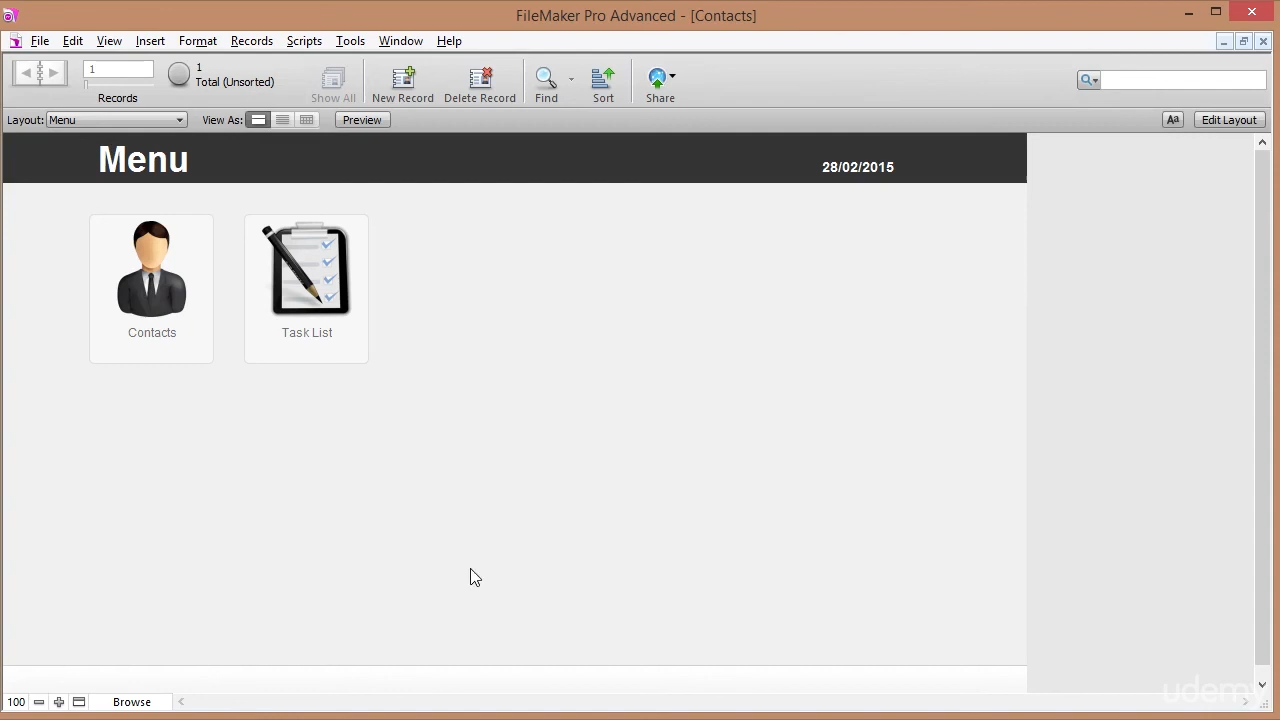 FileMaker Pro Advanced - [Contacts]
File Edit View Insert Format Records Scripts Tools Window Help
1
1
Total (Unsorted)
Records
Show All New Record Delete Record Find Sort Share
Layout: Menu View As: Preview Aa Edit Layout
Menu
28/02/2015
Contacts Task List
100 Browse
udemy